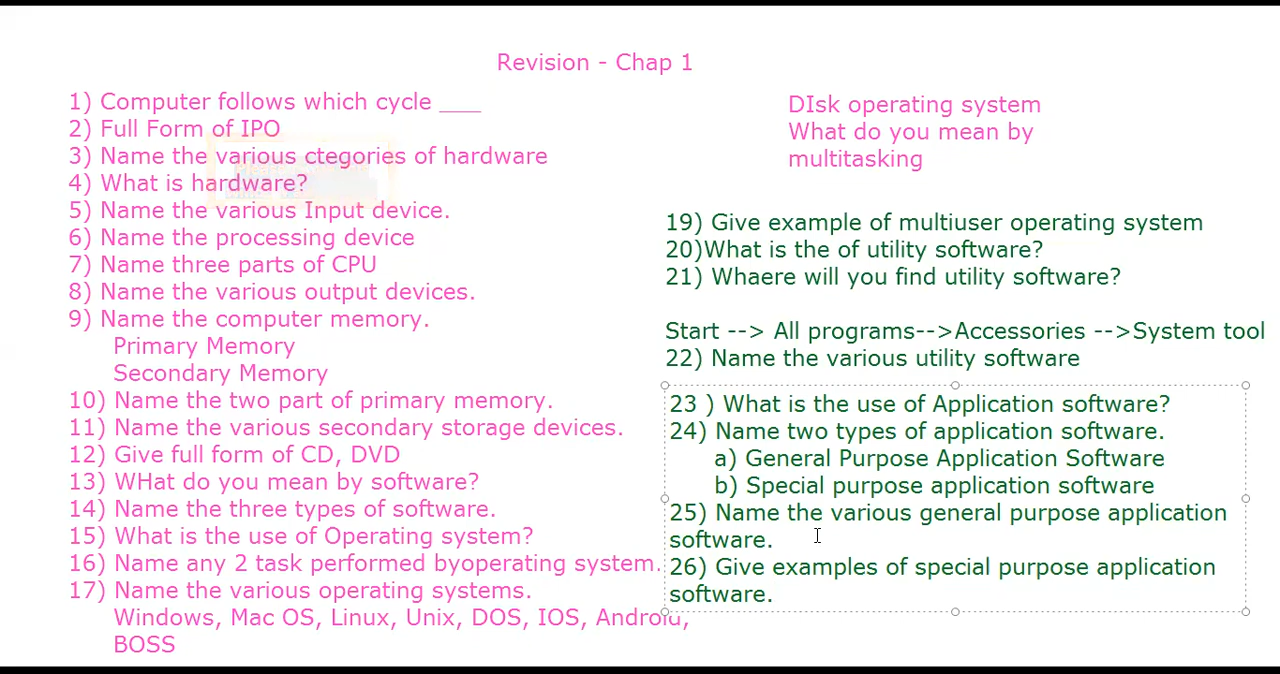 Revision - Chap 1
1) Computer follows which cycle ___
2) Full Form of IPO
3) Name the various ctegories of hardware
4) What is hardware?
5) Name the various Input device.
6) Name the processing device
7) Name three parts of CPU
8) Name the various output devices.
9) Name the computer memory.
Primary Memory
Secondary Memory
10) Name the two part of primary memory.
11) Name the various secondary storage devices.
12) Give full form of CD, DVD
13) WHat do you mean by software?
14) Name the three types of software.
15) What is the use of Operating system?
16) Name any 2 task performed byoperating system.
17) Name the various operating systems.
Windows, Mac OS, Linux, Unix, DOS, IOS, Android,
BOSS
DIsk operating system
What do you mean by
multitasking
19) Give example of multiuser operating system
20)What is the of utility software?
21) Whaere will you find utility software?
Start --> All programs-->Accessories -->System tool
22) Name the various utility software
23 ) What is the use of Application software?
24) Name two types of application software.
a) General Purpose Application Software
b) Special purpose application software
25) Name the various general purpose application
software.
26) Give examples of special purpose application
software.